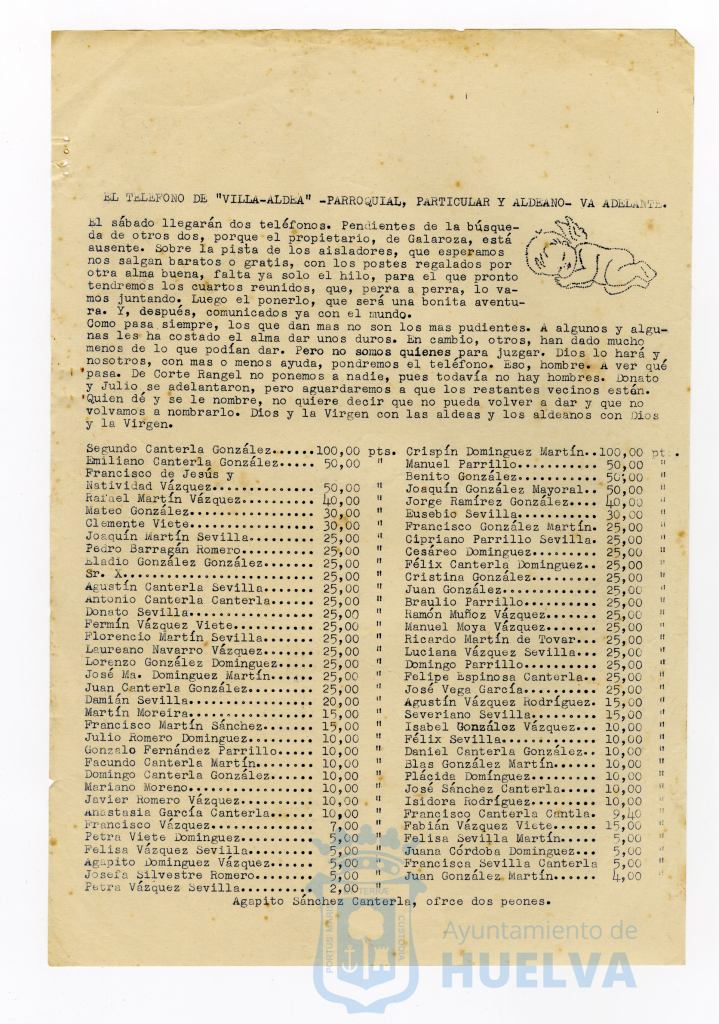 EL TELEFONO DE "VILLA-ALDEA" -PARROQUIAL, PARTICULAR Y ALDEANO- VA ADELANTE.
El sábado llegarán dos teléfonos. Pendientes de la búsque-
da de otros dos, porque el propietario, de Galaroza, está
ausente. Sobre la pista de los aisladores, que esperamos
nos salgan baratos o gratis, con los postes regalados por
otra alma buena, falta ya solo el hilo, para el que pronto
tendremos los cuartos reunidos, que, perra a perra, lo va-
mos juntando. Luego el ponerlo, que será una bonita aventu-
ra. Y, después, comunicados ya con el mundo.
Como pasa siempre, los que dan mas no son los mas pudientes. A algunos y algu-
nas les ha costado el alma dar unos duros. En cambio, otros, han dado mucho
menos de lo que podían dar. Pero no somos quienes para juzgar. Dios lo hará y
nosotros, con mas o menos ayuda, pondremos el teléfono. Eso, hombre. A ver qué
pasa. De Corte Rangel no ponemos a nadie, pues todavía no hay hombres. Donato
y Julio se adelantaron, pero aguardaremos a que los restantes vecinos están.
Quien dé y se le nombre, no quiere decir que no pueda volver a dar y que no
volvamos a nombrarlo. Dios y la Virgen con las aldeas y los aldeanos con Dios
y la Virgen.
Segundo Canterla González......100,00 pts.
Emiliano Canterla González..... 50,00 "
Francisco de Jesús y
Natividad Vázquez.............. 50,00 "
Rafael Martín Vázquez.......... 40,00 "
Mateo González................. 30,00 "
Clemente Viete................. 30,00 "
Joaquín Martín Sevilla......... 25,00 "
Pedro Barragán Romero.......... 25,00 "
Eladio González González....... 25,00 "
Sr. X.......................... 25,00 "
Agustín Canterla Sevilla....... 25,00 "
Antonio Canterla Canterla...... 25,00 "
Donato Sevilla................. 25,00 "
Fermín Vázquez Viete........... 25,00 "
Florencio Martín Sevilla....... 25,00 "
Laureano Navarro Vázquez....... 25,00 "
Lorenzo González Dominguez..... 25,00 "
José Ma. Dominguez Martín...... 25,00 "
Juan Canterla González......... 25,00 "
Damián Sevilla................. 20,00 "
Martín Moreira................. 15,00 "
Francisco Martín Sánchez....... 15,00 "
Julio Romero Dominguez......... 10,00 "
Gonzalo Fernández Parrillo..... 10,00 "
Facundo Canterla Martín........ 10,00 "
Domingo Canterla González...... 10,00 "
Mariano Moreno................. 10,00 "
Javier Romero Vázquez.......... 10,00 "
Anastasia García Canterla...... 10,00 "
Francisco Vázquez.............. 7,00 "
Petra Viete Dominguez.......... 5,00 "
Felisa Vázquez Sevilla......... 5,00 "
Agapito Dominguez Vázquez...... 5,00 "
Josefa Silvestre Romero........ 5,00 "
Petra Vázquez Sevilla.......... 2,00 "
Crispín Dominguez Martín..100,00 pt .
Manuel Parrillo........... 50,00 "
Benito González........... 50,00 "
Joaquín González Mayoral.. 50,00 "
Jorge Ramírez González.... 40,00 "
Eusebio Sevilla........... 30,00 "
Francisco González Martín. 25,00 "
Cipriano Parrillo Sevilla. 25,00 "
Cesáreo Dominguez......... 25,00 "
Félix Canterla Dominguez.. 25,00 "
Cristina González......... 25,00 "
Juan González............. 25,00 "
Braulio Parrillo.......... 25,00 "
Ramón Muñoz Vázquez....... 25,00 "
Manuel Moya Vázquez....... 25,00 "
Ricardo Martín de Tovar... 25,00 "
Luciana Vázquez Sevilla... 25,00 "
Domingo Parrillo.......... 25,00 "
Felipe Espinosa Canterla.. 25,00 "
José Vega García.......... 25,00 "
Agustín Vázquez Rodríguez. 15,00 "
Severiano Sevilla......... 15,00 "
Isabel González Vázquez... 10,00 "
Félix Sevilla............. 10,00 "
Daniel Canterla González.. 10,00 "
Blas González Martín...... 10,00 "
Plácida Domínguez......... 10,00 "
José Sánchez Canterla..... 10,00 "
Isidora Rodríguez......... 10,00 "
Francisco Canterla Cantla. 9,40 "
Fabián Vázquez Viete...... 15,00 "
Felisa Sevilla Martín..... 5,00 "
Juana Córdoba Dominguez... 5,00 "
Francisca Sevilla Canterla 5,00 "
Juan González Martín...... 4,00 "
Agapito Sánchez Canterla, ofrce dos peones.
PORTUS MARIS
ET TERRAE
CUSTODIA
Ayuntamiento de
HUELVA